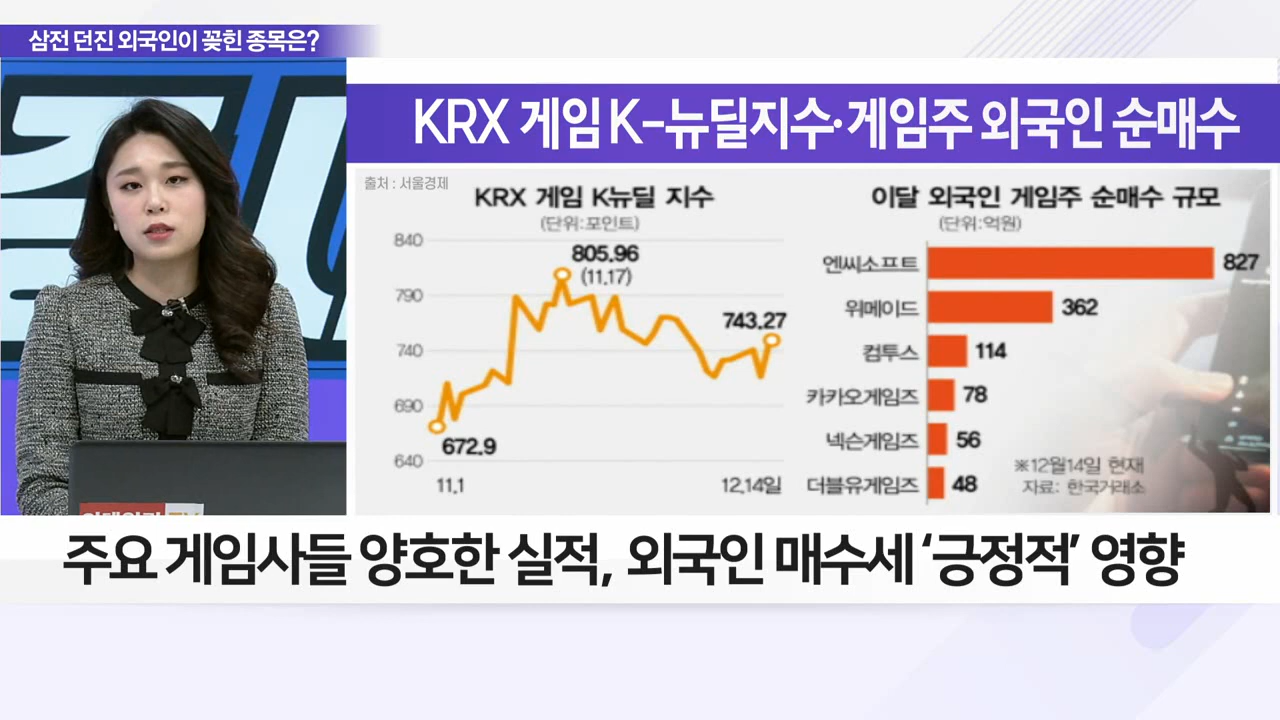 삼전 던진 외국인이 꽂힌 종목은?
KRX 게임 K-뉴딜지수·게임주 외국인 순매수
출처 : 서울경제
KRX 게임 K뉴딜 지수
(단위:포인트)
840
790
740
690
640
805.96
(11.17)
743.27
672.9
11.1
12.14일
이달 외국인 게임주 순매수 규모
(단위:억원)
엔씨소프트 827
위메이드 362
컴투스 114
카카오게임즈 78
넥슨게임즈 56
더블유게임즈 48
※12월14일 현재
자료: 한국거래소
주요 게임사들 양호한 실적, 외국인 매수세 ‘긍정적’ 영향